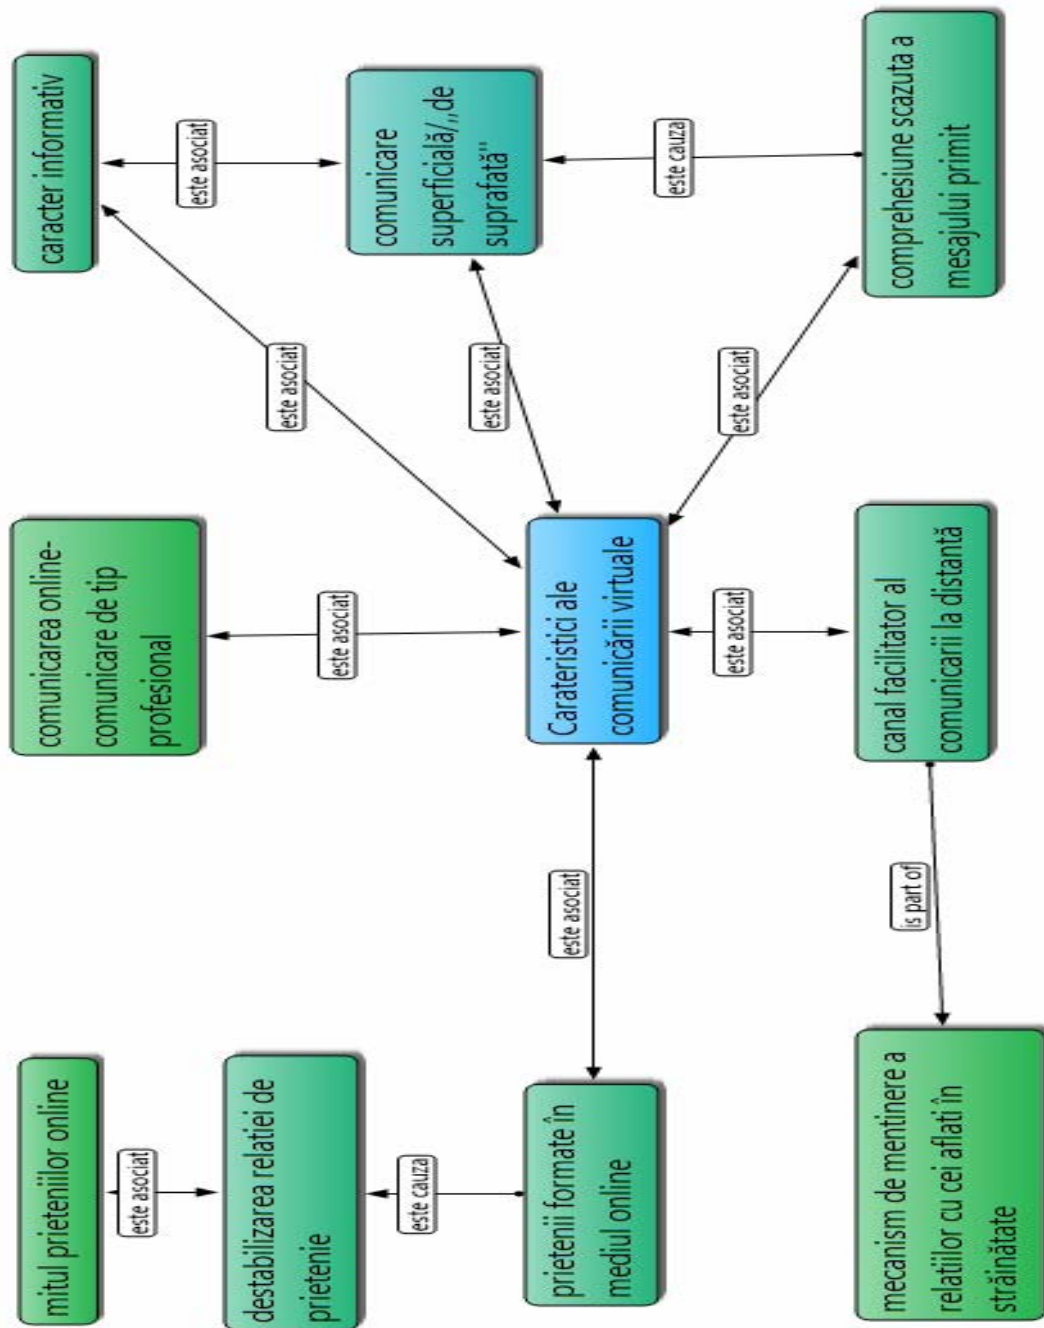 mitul prieteniilor online
comunicarea online-
comunicare de tip
profesional
caracter informativ
este asociat
este asociat
destabilizarea relatiei de
prietenie
este asociat
este asociat
comunicare
superficială/,,de
suprafată"
este cauza
este asociat
prietenii formate în
mediul online
este asociat
Carateristici ale
comunicării virtuale
este cauza
este asociat
este asociat
mecanism de mentinere a
relatiilor cu cei aflati în
străinătate
is part of
canal facilitator al
comunicării la distantă
comprehesiune scazuta a
mesajului primit